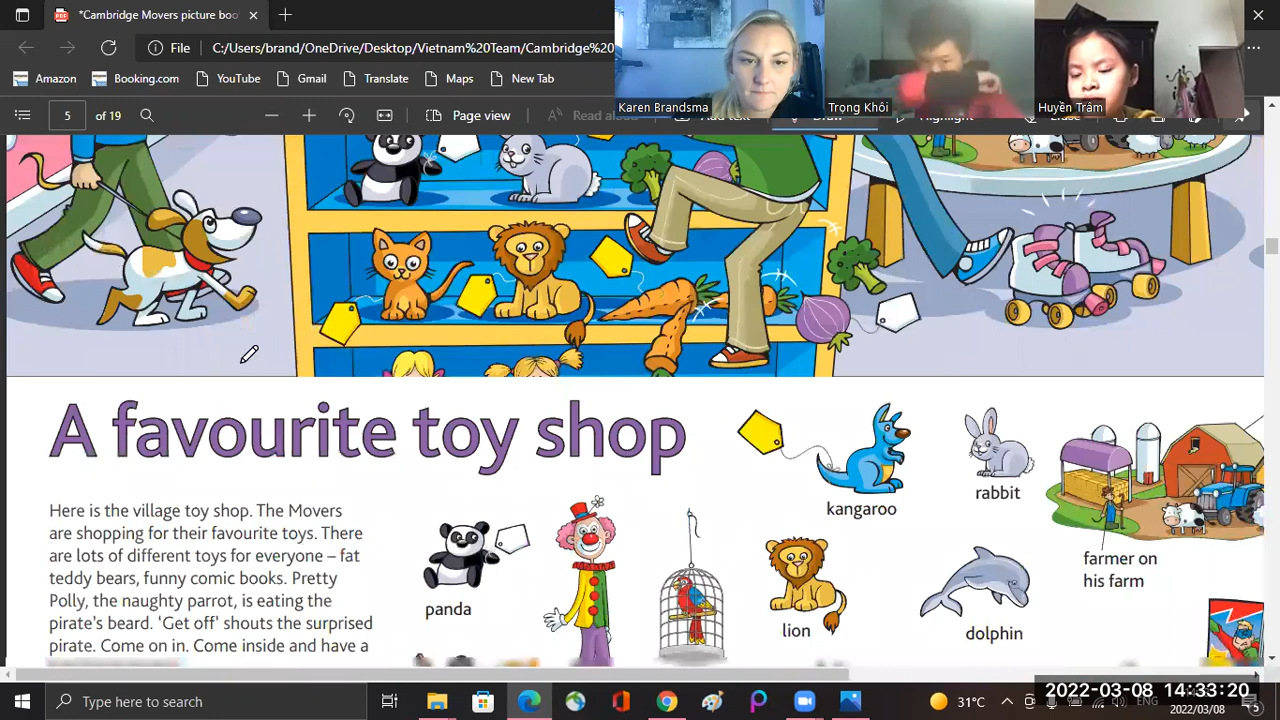 *Cambridge Movers picture boo
File
C:/Users/brand/OneDrive/Desktop/Vietnam%20Team/Cambridge%20
Amazon
Booking.com
YouTube
Gmail
Translate
Maps
New Tab
Karen Brandsma
Trọng Khôi
Huyền Trâm
5 of 19
Page view
Read aloud
A favourite toy shop
Here is the village toy shop. The Movers
are shopping for their favourite toys. There
are lots of different toys for everyone – fat
teddy bears, funny comic books. Pretty
Polly, the naughty parrot, is eating the
pirate's beard. 'Get off' shouts the surprised
pirate. Come on in. Come inside and have a
panda
kangaroo
lion
rabbit
dolphin
farmer on
his farm
Type here to search
31°C
ENG
2022-03-08 14:33:20
2022/03/08